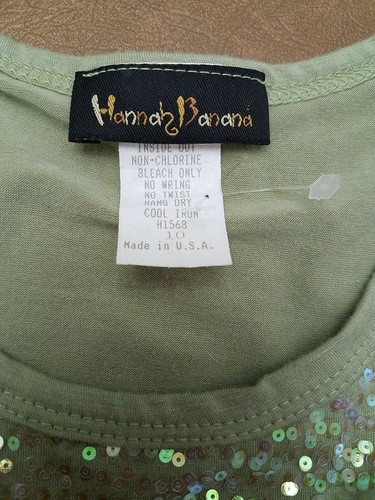 Hannah Banana
INSIDE OUT
NON-CHLORINE
BLEACH ONLY
NO WRING
NO TWIST
HANG DRY
COOL IRON
H1568
10
Made in U.S.A.